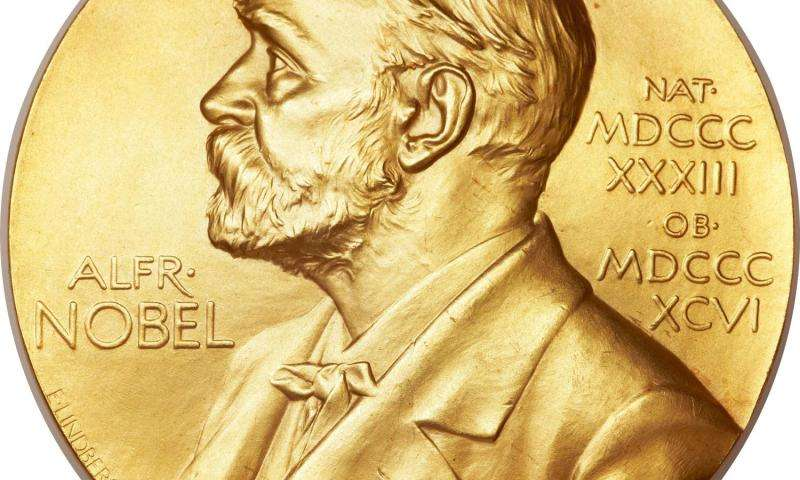 ALFR·
NOBEL
NAT·
MDCCC
XXXIII
OB·
MDCCC
XCVI